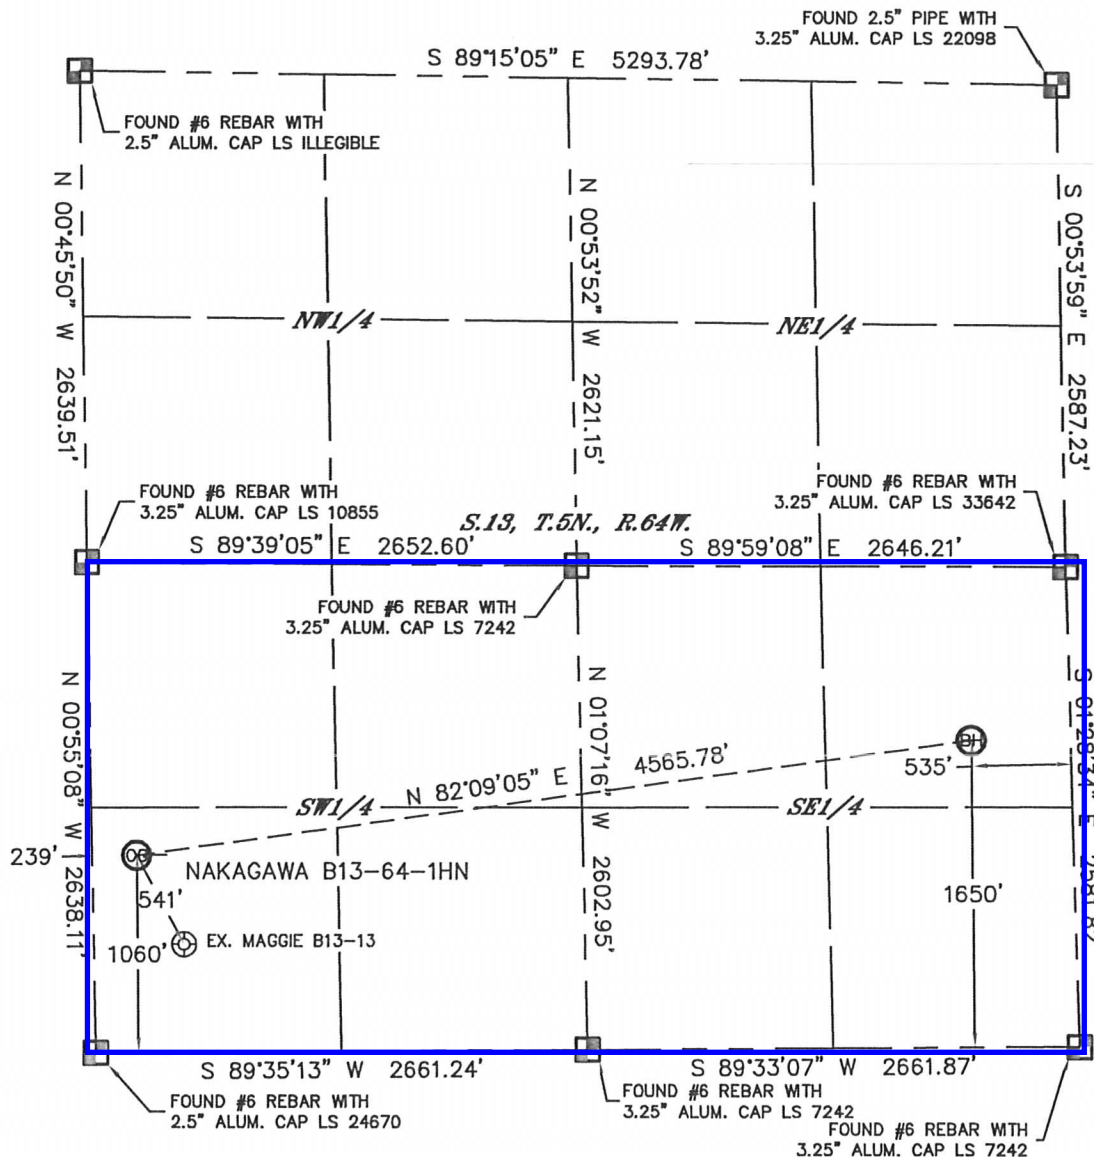 FOUND 2.5" PIPE WITH
3.25" ALUM. CAP LS 22098
S 89°15'05" E 5293.78'
FOUND #6 REBAR WITH
2.5" ALUM. CAP LS ILLEGIBLE
N 00°45'50" W 2639.51'
N 00°53'52" W 2621.15'
S 00°53'59" E 2587.23'
NW1/4
NE1/4
FOUND #6 REBAR WITH
3.25" ALUM. CAP LS 10855
FOUND #6 REBAR WITH
3.25" ALUM. CAP LS 33642
S.13, T.5N., R.64W.
S 89°39'05" E 2652.60'
S 89°59'08" E 2646.21'
FOUND #6 REBAR WITH
3.25" ALUM. CAP LS 7242
N 00°55'08" W 2638.11'
N 01°07'16" W 2602.95'
S 01°28'34" E
BH
535'
N 82°09'05" E 4565.78'
SW1/4
SE1/4
239'
NAKAGAWA B13-64-1HN
541'
1650'
1060'
EX. MAGGIE B13-13
S 89°35'13" W 2661.24'
S 89°33'07" W 2661.87'
FOUND #6 REBAR WITH
2.5" ALUM. CAP LS 24670
FOUND #6 REBAR WITH
3.25" ALUM. CAP LS 7242
FOUND #6 REBAR WITH
3.25" ALUM. CAP LS 7242